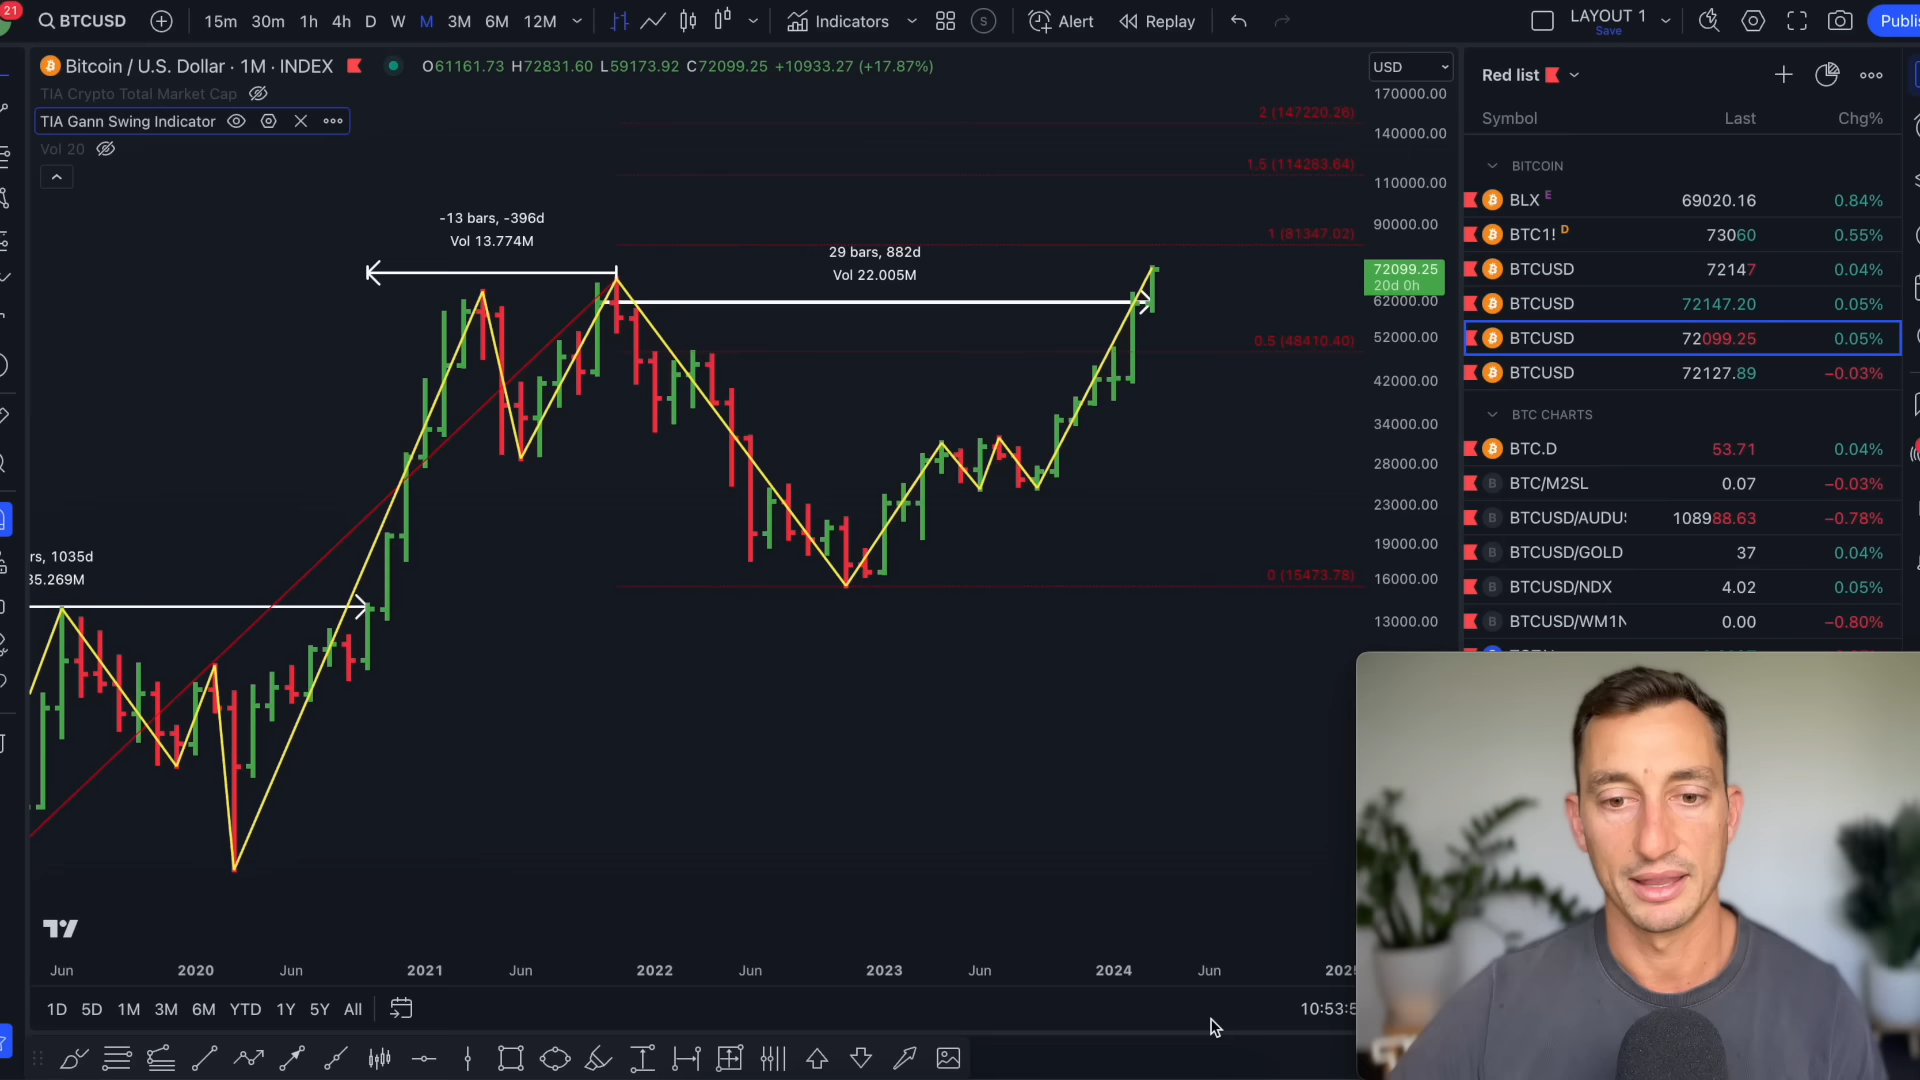 21
BTCUSD
15m 30m 1h 4h D W M 3M 6M 12M
Indicators
S
Alert
Replay
LAYOUT 1
Save
Publi
Bitcoin / U.S. Dollar · 1M · INDEX
O61161.73 H72831.60 L59173.92 C72099.25 +10933.27 (+17.87%)
TIA Crypto Total Market Cap
TIA Gann Swing Indicator
Vol 20
USD
170000.00
140000.00
110000.00
90000.00
72099.25
20d 0h
62000.00
52000.00
42000.00
34000.00
28000.00
23000.00
19000.00
16000.00
13000.00
2 (147220.26)
1.5 (114283.64)
1 (81347.02)
0.5 (48410.40)
0 (15473.78)
-13 bars, -396d
Vol 13.774M
29 bars, 882d
Vol 22.005M
rs, 1035d
35.269M
Jun 2020 Jun 2021 Jun 2022 Jun 2023 Jun 2024 Jun 2025
1D 5D 1M 3M 6M YTD 1Y 5Y All
10:53:5
Red list
Symbol Last Chg%
BITCOIN
BLX E 69020.16 0.84%
BTC1! D 73060 0.55%
BTCUSD 72147 0.04%
BTCUSD 72147.20 0.05%
BTCUSD 72099.25 0.05%
BTCUSD 72127.89 −0.03%
BTC CHARTS
BTC.D 53.71 0.04%
B BTC/M2SL 0.07 −0.03%
B BTCUSD/AUDU 108988.63 −0.78%
B BTCUSD/GOLD 37 0.04%
B BTCUSD/NDX 4.02 0.05%
B BTCUSD/WM1N 0.00 −0.80%